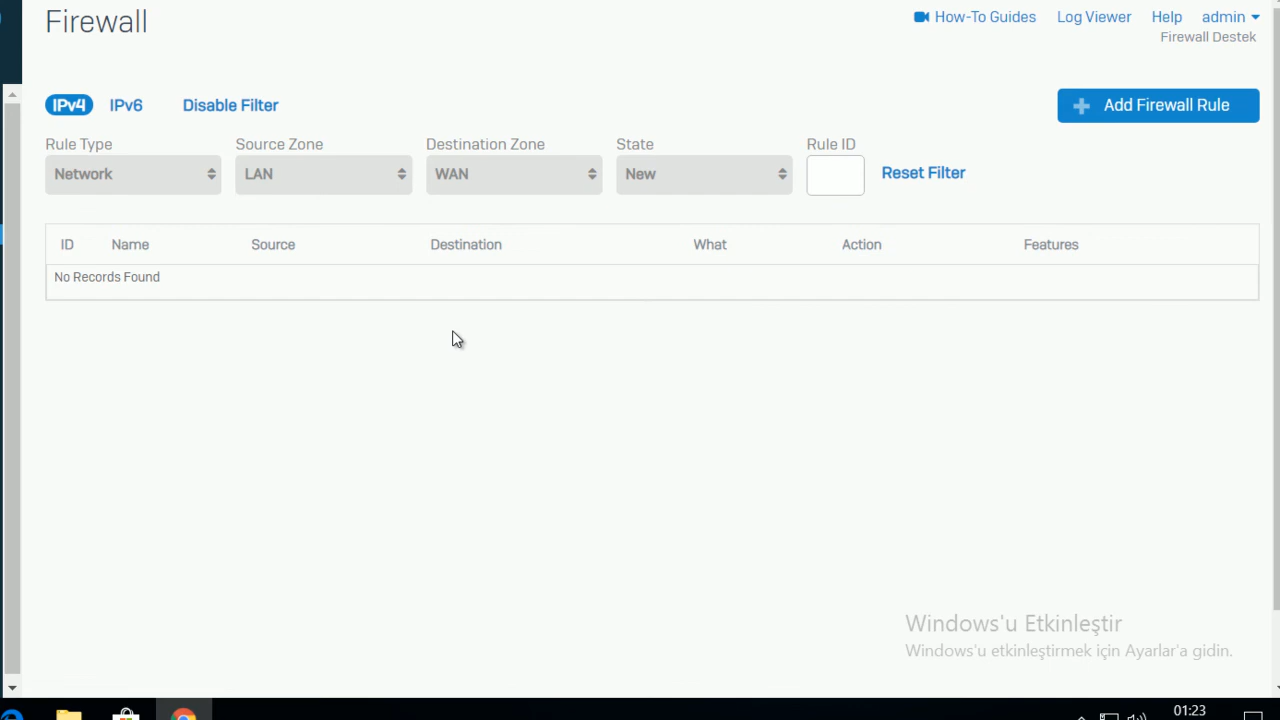 Firewall
How-To Guides Log Viewer Help admin
Firewall Destek
IPv4 IPv6 Disable Filter
Add Firewall Rule
Rule Type Source Zone Destination Zone State Rule ID
Network LAN WAN New Reset Filter
ID Name Source Destination What Action Features
No Records Found
Windows'u Etkinleştir
Windows'u etkinleştirmek için Ayarlar'a gidin.
01:23